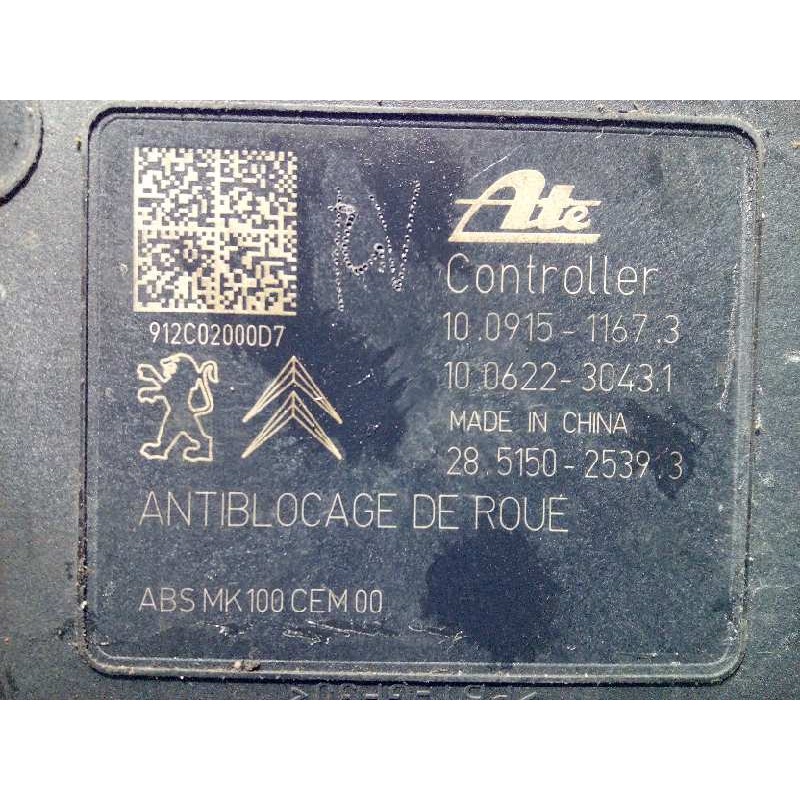 Ate
912C02000D7
Controller
10.0915-1167.3
10.0622-3043.1
MADE IN CHINA
28.5150-2539.3
ANTIBLOCAGE DE ROUE
ABS MK100 CEM 00